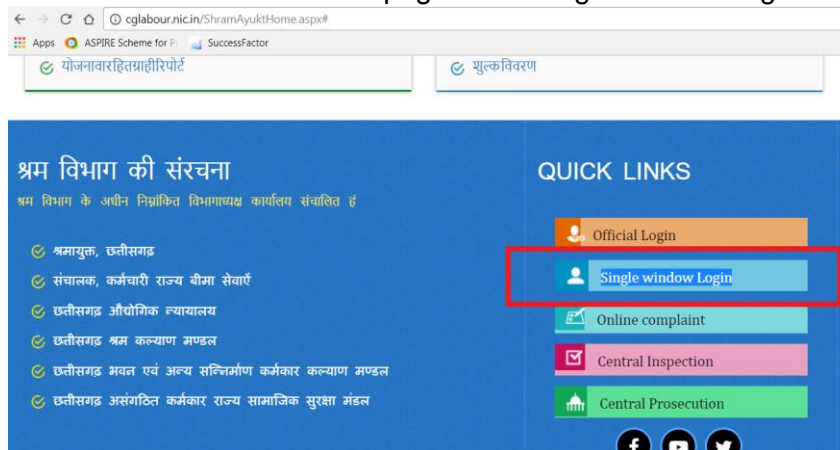 cglabour.nic.in/ShramAyuktHome.aspx#
Apps ASPIRE Scheme for P SuccessFactor
योजनावारहितग्राहीरिपोर्ट
शुल्कविवरण
श्रम विभाग की संरचना
श्रम विभाग के अधीन निम्नांकित विभागाध्यक्ष कार्यालय संचालित हं
श्रमायुक्त, छत्तीसगढ़
संचालक, कर्मचारी राज्य बीमा सेवाएँ
छत्तीसगढ़ औद्योगिक न्यायालय
छत्तीसगढ़ श्रम कल्याण मण्डल
छत्तीसगढ़ भवन एवं अन्य सन्निर्माण कर्मकार कल्याण मण्डल
छत्तीसगढ़ असंगठित कर्मकार राज्य सामाजिक सुरक्षा मंडल
QUICK LINKS
Official Login
Single window Login
Online complaint
Central Inspection
Central Prosecution